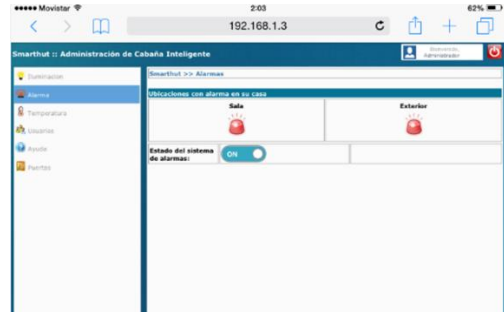 Movistar
2:03
62%
192.168.1.3
Smarthut :: Administración de Cabaña Inteligente
Bienvenido,
Administrador
Iluminacion
Alarma
Temperatura
Usuarios
Ayuda
Puertas
Smarthut >> Alarmas
Ubicaciones con alarma en su casa
Sala
Exterior
Estado del sistema
de alarmas:
ON